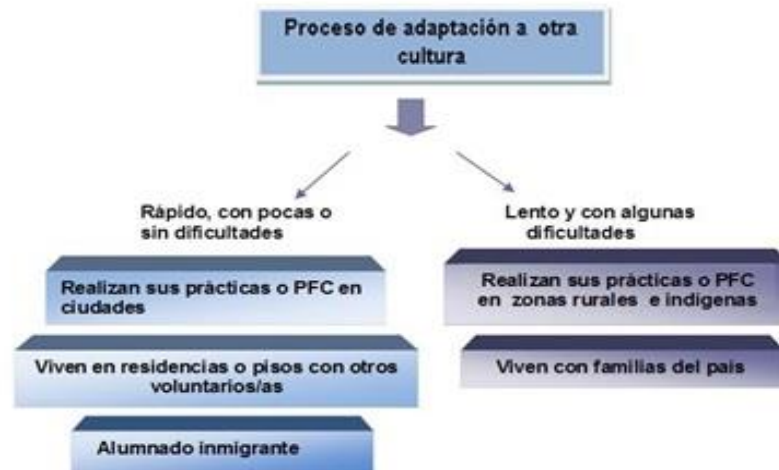 Proceso de adaptación a otra
cultura
Rápido, con pocas o
sin dificultades
Realizan sus prácticas o PFC en
ciudades
Viven en residencias o pisos con otros
voluntarios/as
Alumnado inmigrante
Lento y con algunas
dificultades
Realizan sus prácticas o PFC
en zonas rurales e indígenas
Viven con familias del país